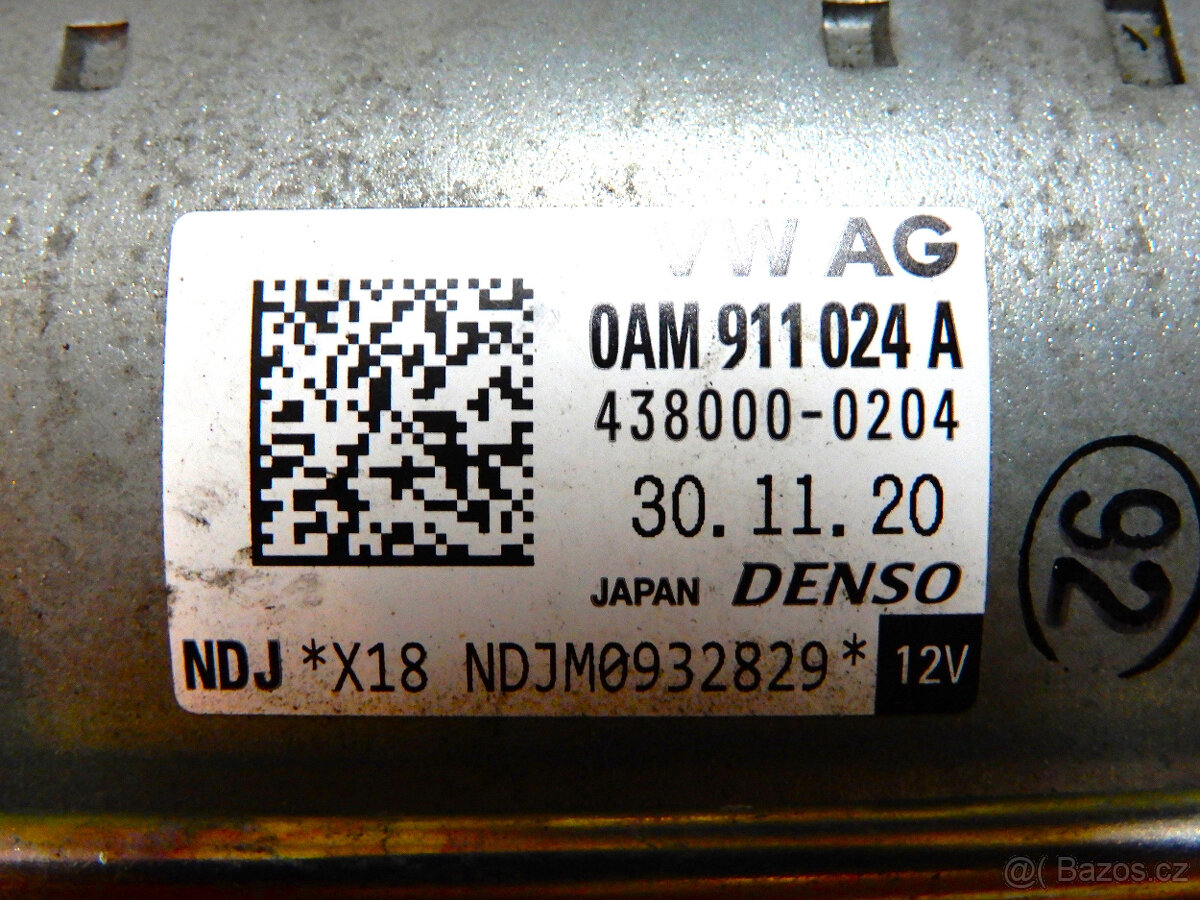 VW AG
0AM 911 024 A
438000-0204
30. 11. 20
JAPAN DENSO
NDJ *X18 NDJM0932829* 12V
92
@( Bazos.cz